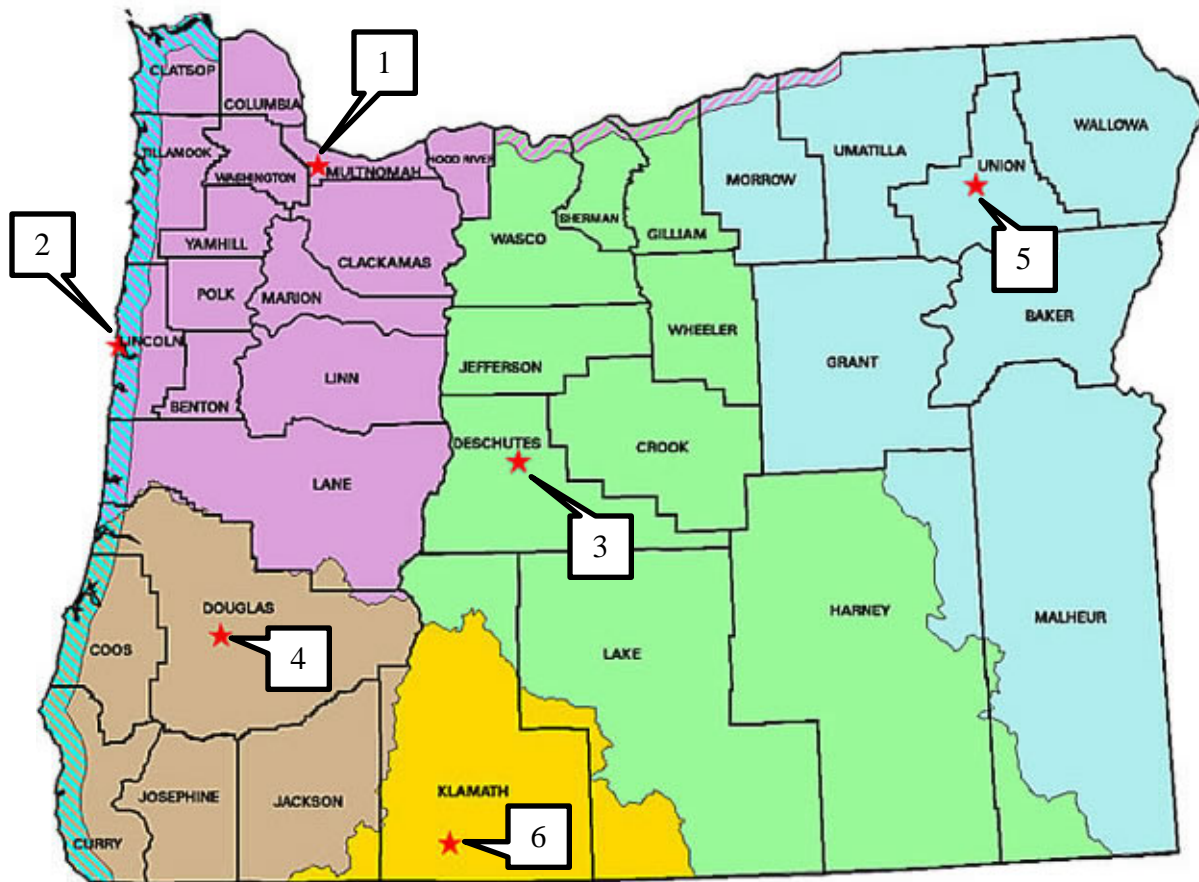 1
CLATSOP
COLUMBIA
TILLAMOOK
WASHINGTON
MULTNOMAH
HOOD RIVER
WALLOWA
UMATILLA
UNION
MORROW
SHERMAN
GILLIAM
WASCO
2
YAMHILL
CLACKAMAS
5
POLK
MARION
BAKER
WHEELER
LINCOLN
JEFFERSON
GRANT
LINN
BENTON
DESCHUTES
CROOK
LANE
3
DOUGLAS
HARNEY
MALHEUR
COOS
4
LAKE
KLAMATH
JOSEPHINE
JACKSON
6
CURRY